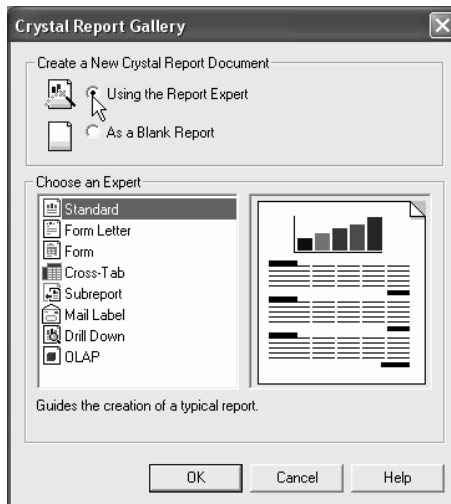 Crystal Report Gallery
Create a New Crystal Report Document
Using the Report Expert
As a Blank Report
Choose an Expert
Standard
Form Letter
Form
Cross-Tab
Subreport
Mail Label
Drill Down
OLAP
Guides the creation of a typical report.
OK
Cancel
Help